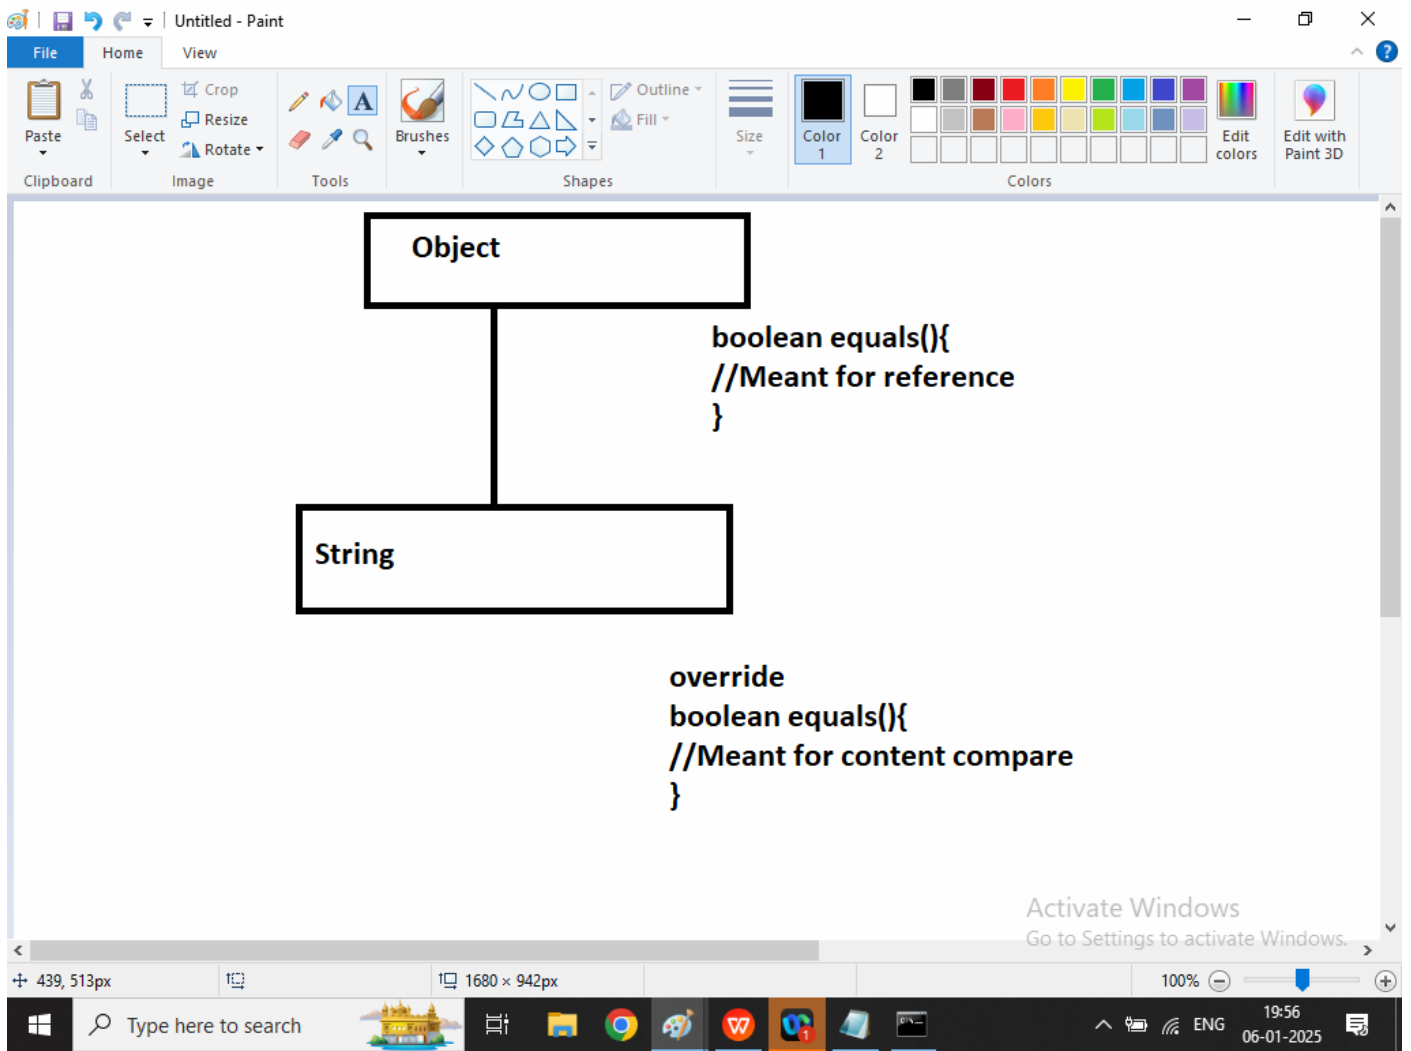 Untitled - Paint
File Home View
Paste
Clipboard
Select
Crop
Resize
Rotate
Image
A
Tools
Brushes
Shapes
Outline
Fill
Size
Color 1
Color 2
Colors
Edit colors
Edit with Paint 3D
?
Object
boolean equals(){
//Meant for reference
}
String
override
boolean equals(){
//Meant for content compare
}
Activate Windows
Go to Settings to activate Windows.
439, 513px
1680 × 942px
100%
Type here to search
1
ENG
19:56
06-01-2025